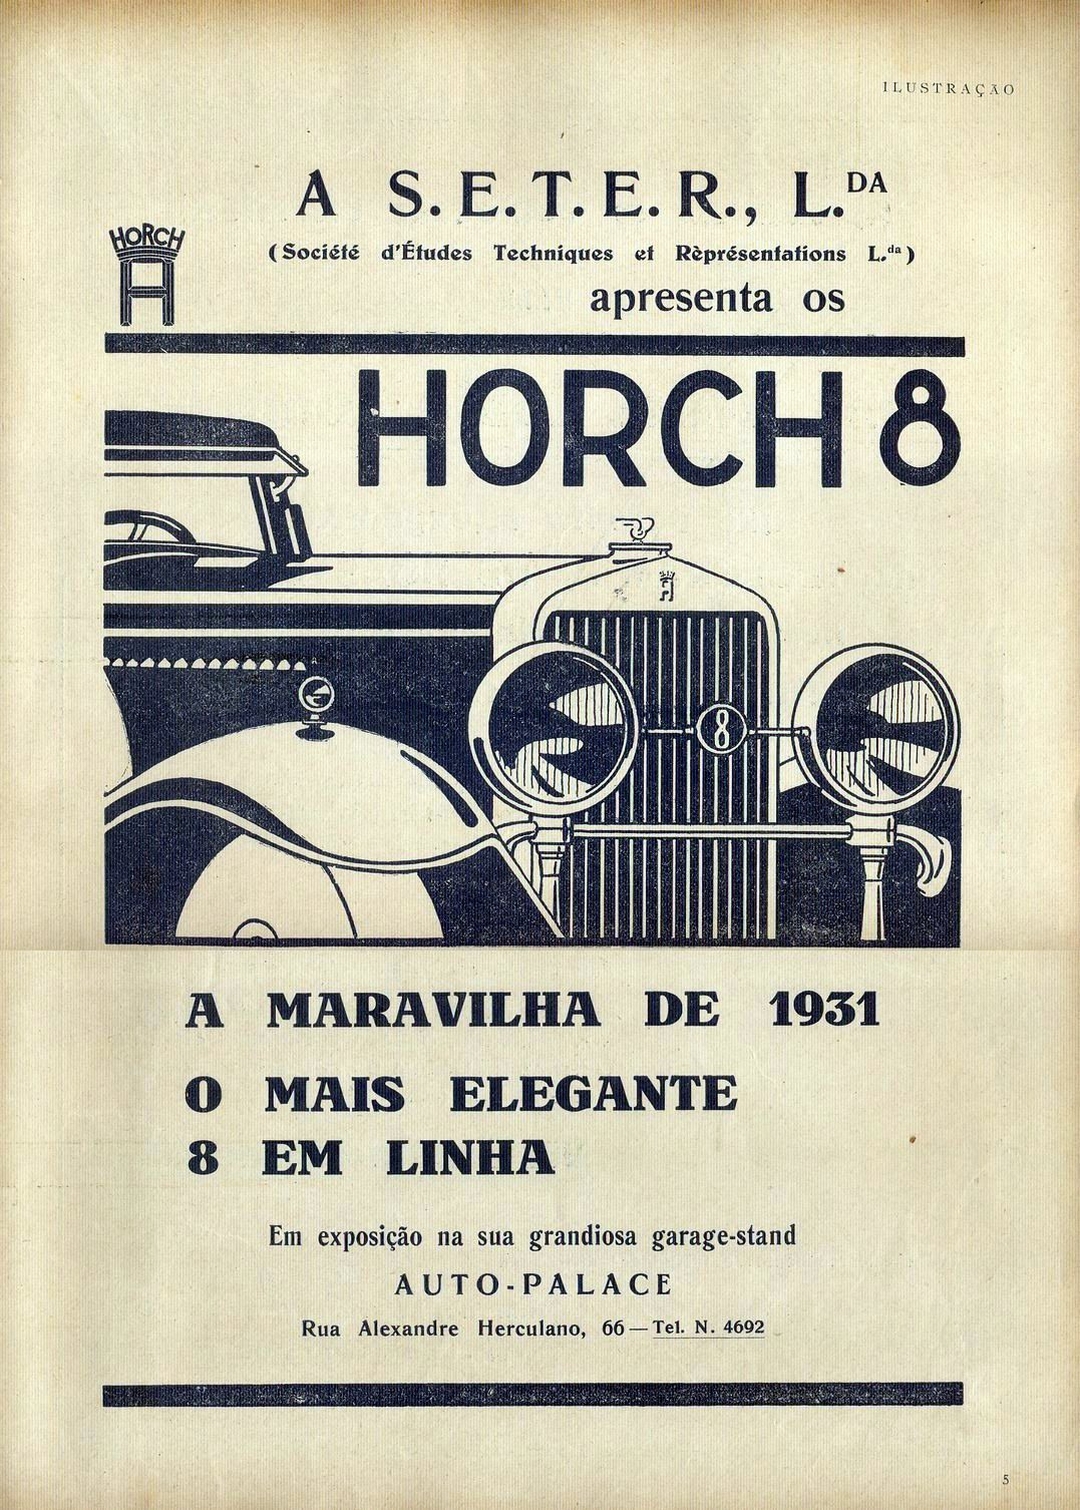 ILUSTRAÇÃO
A S.E.T.E.R., L.DA
(Société d'Études Techniques et Rèprésentations L.da)
HORCH
apresenta os
HORCH 8
8
A MARAVILHA DE 1931
O MAIS ELEGANTE
8 EM LINHA
Em exposição na sua grandiosa garage-stand
AUTO-PALACE
Rua Alexandre Herculano, 66 — Tel. N. 4692
5